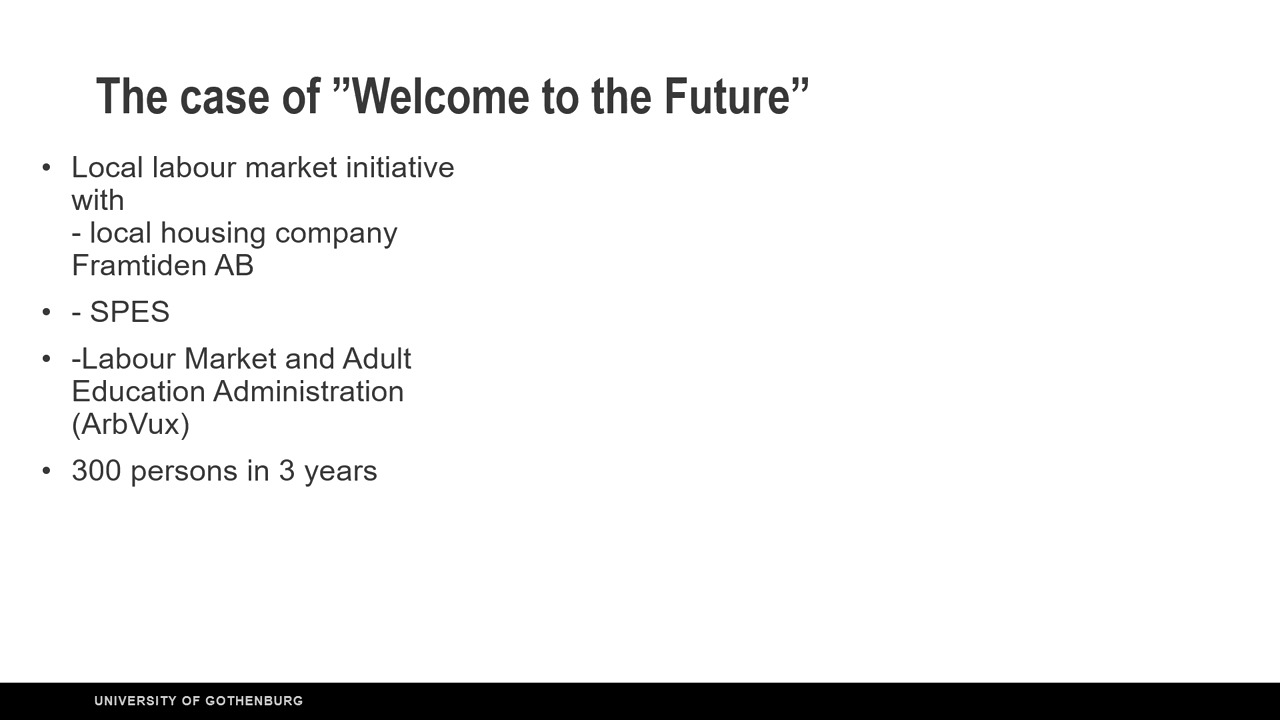 The case of ”Welcome to the Future”
• Local labour market initiative
with
- local housing company
Framtiden AB
• - SPES
• -Labour Market and Adult
Education Administration
(ArbVux)
• 300 persons in 3 years
UNIVERSITY OF GOTHENBURG